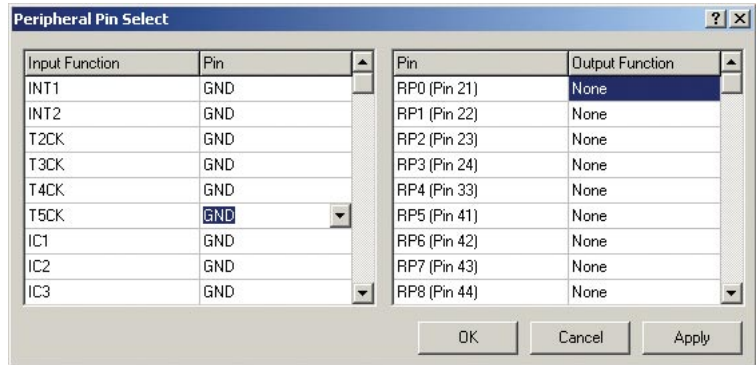 Peripheral Pin Select
Input Function Pin
INT1 GND
INT2 GND
T2CK GND
T3CK GND
T4CK GND
T5CK GND
IC1 GND
IC2 GND
IC3 GND
Pin Output Function
RP0 (Pin 21) None
RP1 (Pin 22) None
RP2 (Pin 23) None
RP3 (Pin 24) None
RP4 (Pin 33) None
RP5 (Pin 41) None
RP6 (Pin 42) None
RP7 (Pin 43) None
RP8 (Pin 44) None
OK Cancel Apply